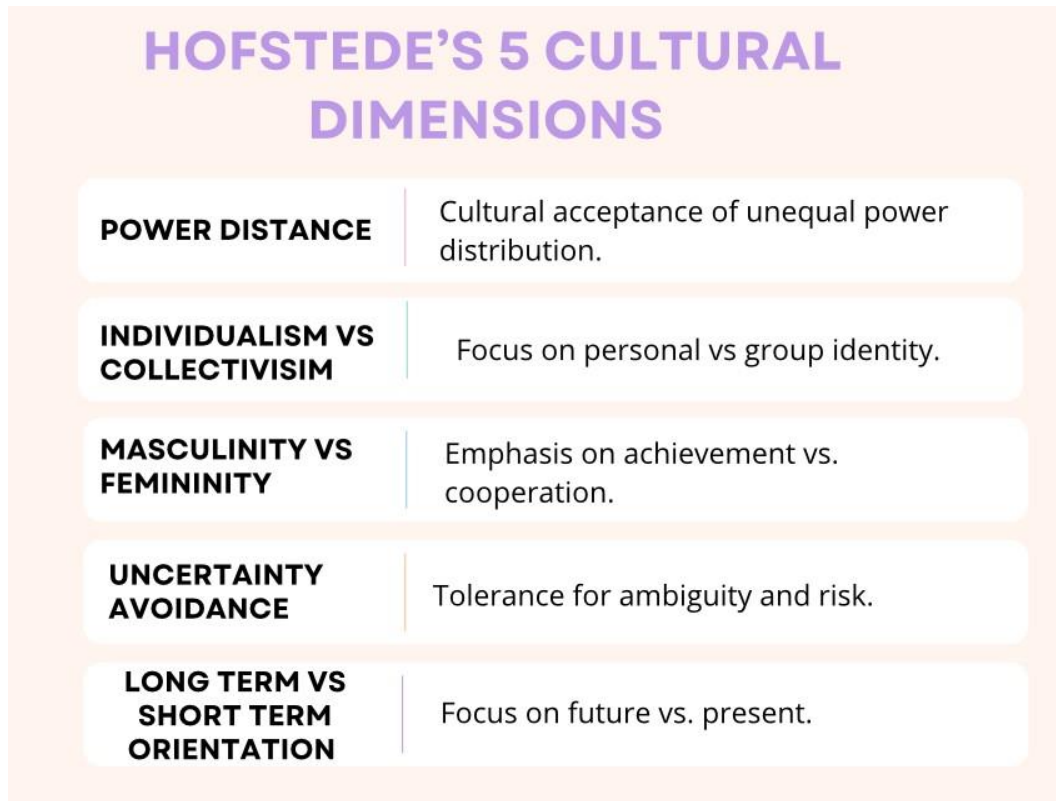 HOFSTEDE’S 5 CULTURAL
DIMENSIONS
POWER DISTANCE
Cultural acceptance of unequal power
distribution.
INDIVIDUALISM VS
COLLECTIVISIM
Focus on personal vs group identity.
MASCULINITY VS
FEMININITY
Emphasis on achievement vs.
cooperation.
UNCERTAINTY
AVOIDANCE
Tolerance for ambiguity and risk.
LONG TERM VS
SHORT TERM
ORIENTATION
Focus on future vs. present.